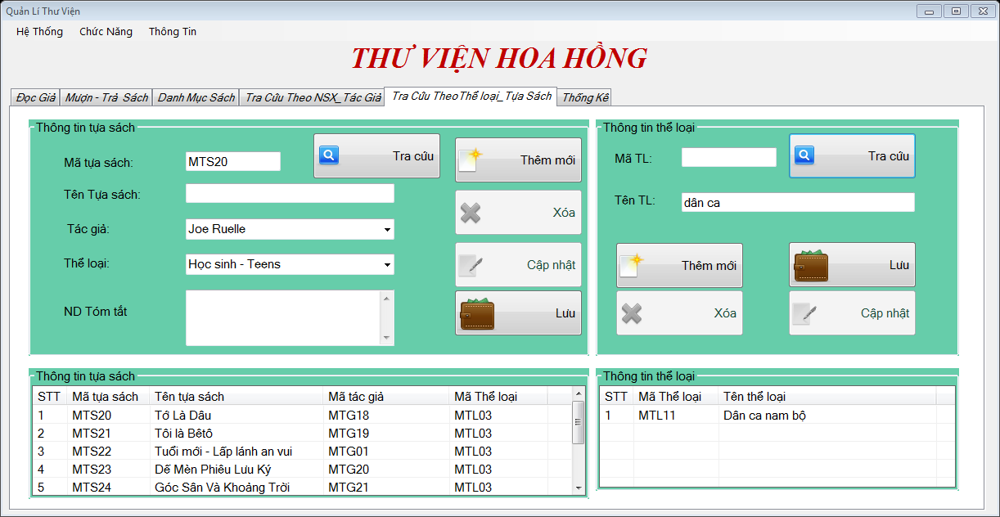 Quản Lí Thư Viện
Hệ Thống Chức Năng Thông Tin
THƯ VIỆN HOA HỒNG
Đọc Giả Mượn - Trả Sách Danh Mục Sách Tra Cứu Theo NSX_Tác Giả Tra Cứu TheoThể loại_Tựa Sách Thống Kê
Thông tin tựa sách
Mã tựa sách: MTS20 Tra cứu Thêm mới
Tên Tựa sách: Xóa
Tác giả: Joe Ruelle
Thể loại: Học sinh - Teens Cập nhật
ND Tóm tắt Lưu
Thông tin thể loại
Mã TL: Tra cứu
Tên TL: dân ca
Thêm mới Lưu
Xóa Cập nhật
Thông tin tựa sách
STT Mã tựa sách Tên tựa sách Mã tác giả Mã Thể loại
1 MTS20 Tớ Là Dâu MTG18 MTL03
2 MTS21 Tôi là Bêtô MTG19 MTL03
3 MTS22 Tuổi mới - Lấp lánh an vui MTG01 MTL03
4 MTS23 Dế Mèn Phiêu Lưu Ký MTG20 MTL03
5 MTS24 Góc Sân Và Khoảng Trời MTG21 MTL03
Thông tin thể loại
STT Mã Thể loại Tên thể loại
1 MTL11 Dân ca nam bộ